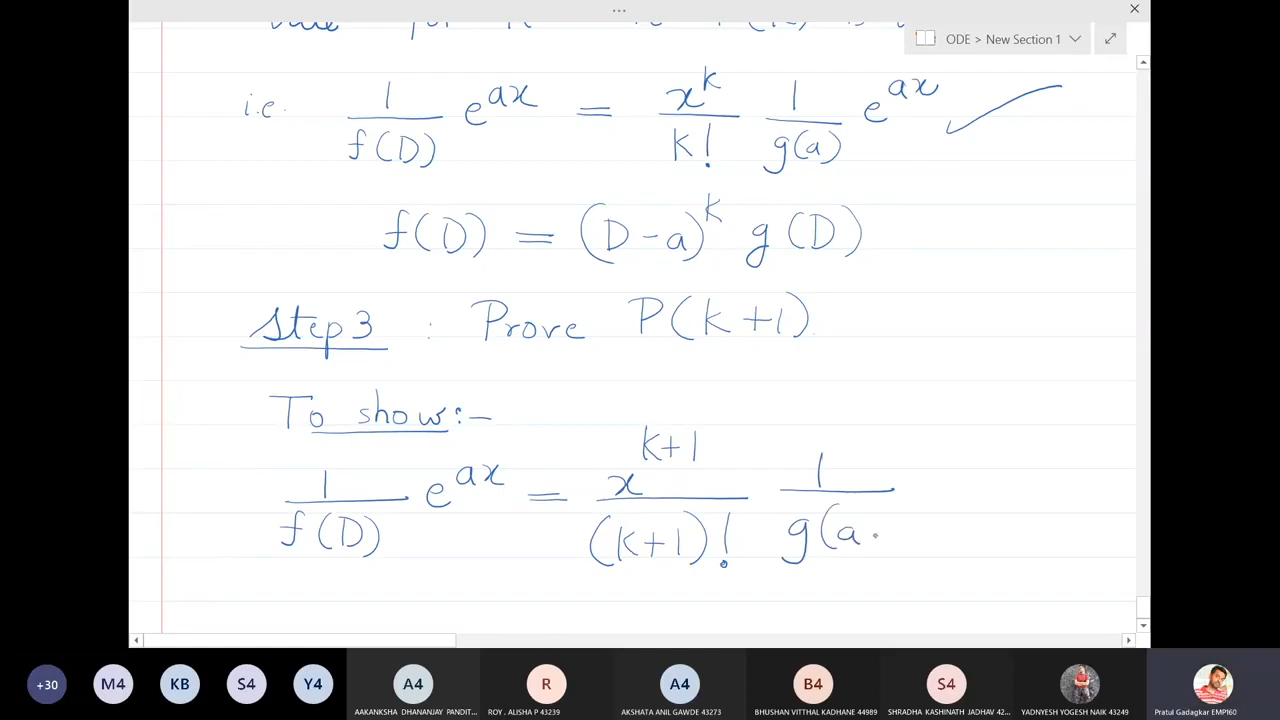 ODE > New Section 1
i.e. 1/f(D) e^{ax} = x^k/k! 1/g(a) e^{ax} ✓
f(D) = (D-a)^k g(D)
Step 3 : Prove P(k+1)
To show:-
1/f(D) e^{ax} = x^{k+1}/(k+1)! 1/g(a
+30 M4 KB S4 Y4 A4 R A4 B4 S4
AAKANKSHA DHANANJAY PANDIT... ROY , ALISHA P 43239 AKSHATA ANIL GAWDE 43273 BHUSHAN VITTHAL KADHANE 44989 SHRADHA KASHINATH JADHAV 42... YADNYESH YOGESH NAIK 43249 Pratul Gadagkar EMPI60